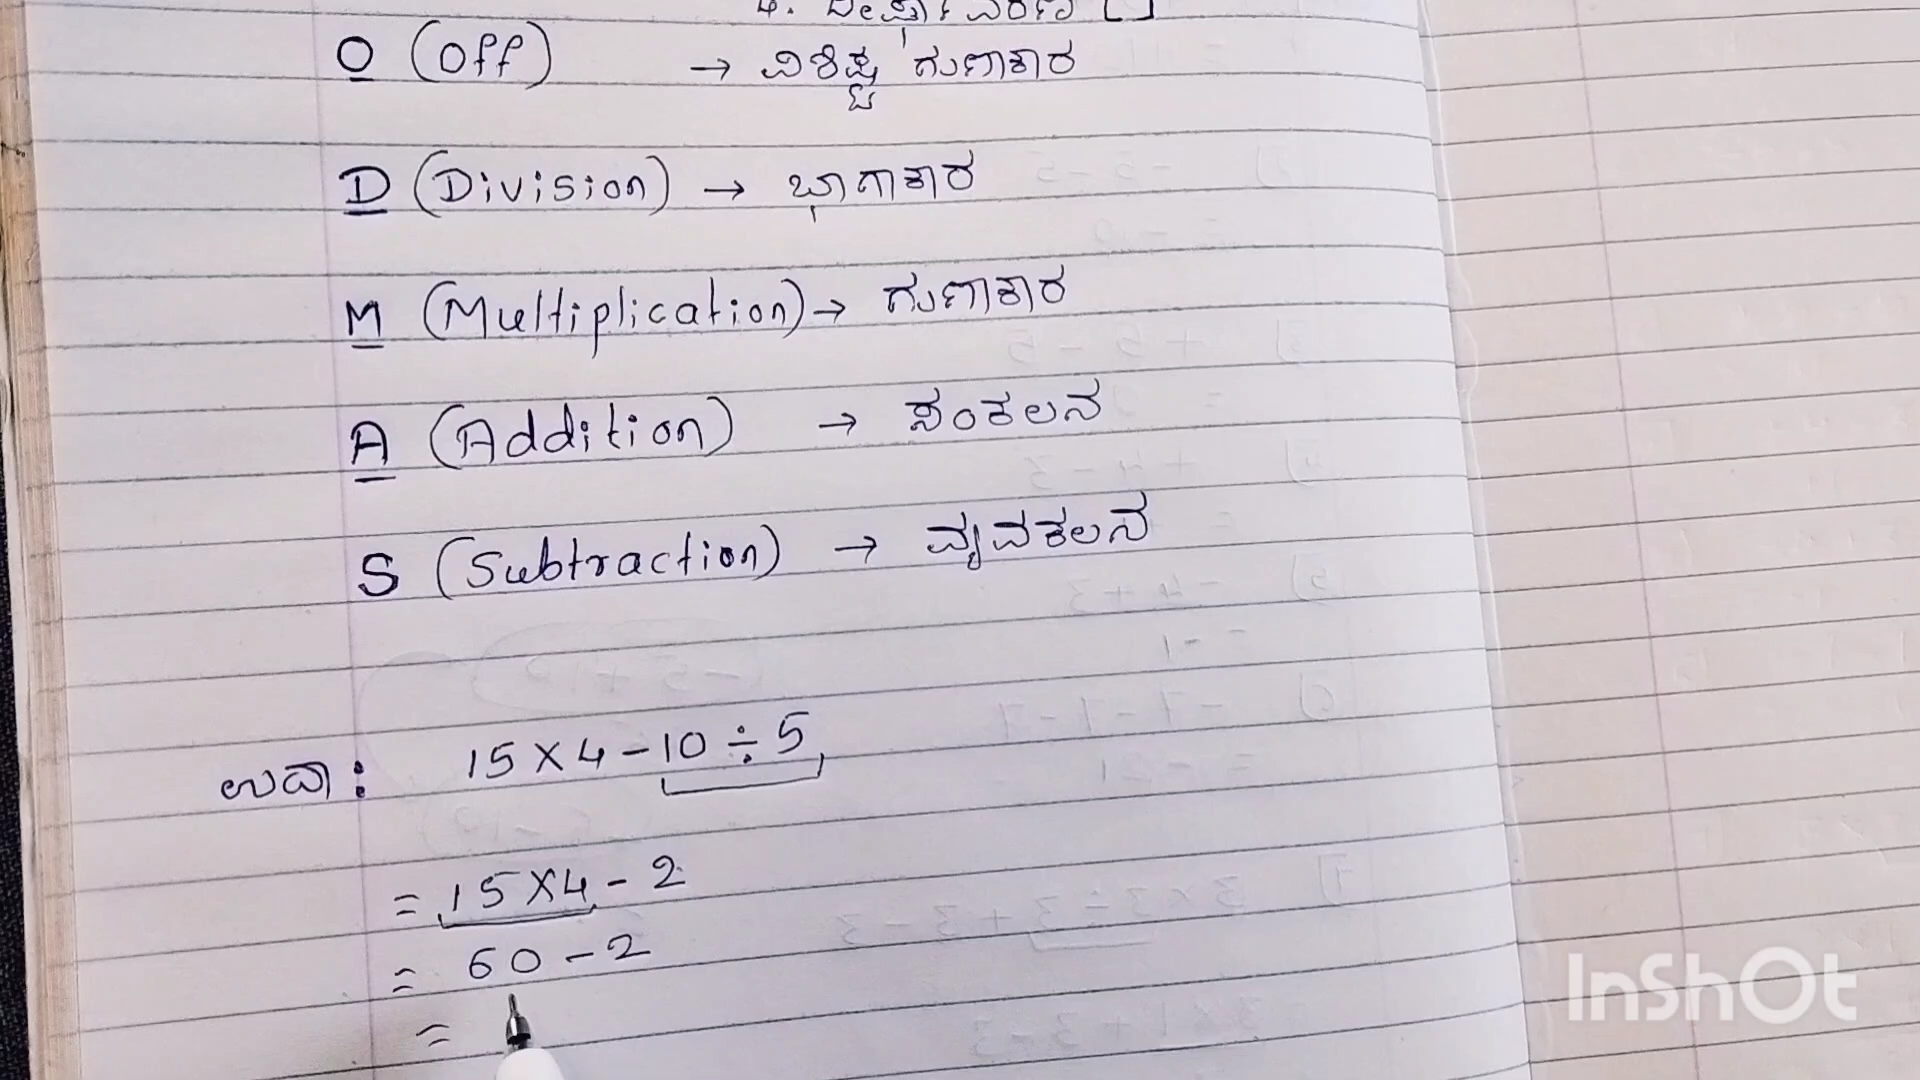 O (Off) → ವಿಶಿಷ್ಟ ಗುಣಾಕಾರ
D (Division) → ಭಾಗಾಕಾರ
M (Multiplication) → ಗುಣಾಕಾರ
A (Addition) → ಸಂಕಲನ
S (Subtraction) → ವ್ಯವಕಲನ
ಉದಾ : 15 × 4 - 10 ÷ 5
= 15 × 4 - 2
= 60 - 2
=
InShOt